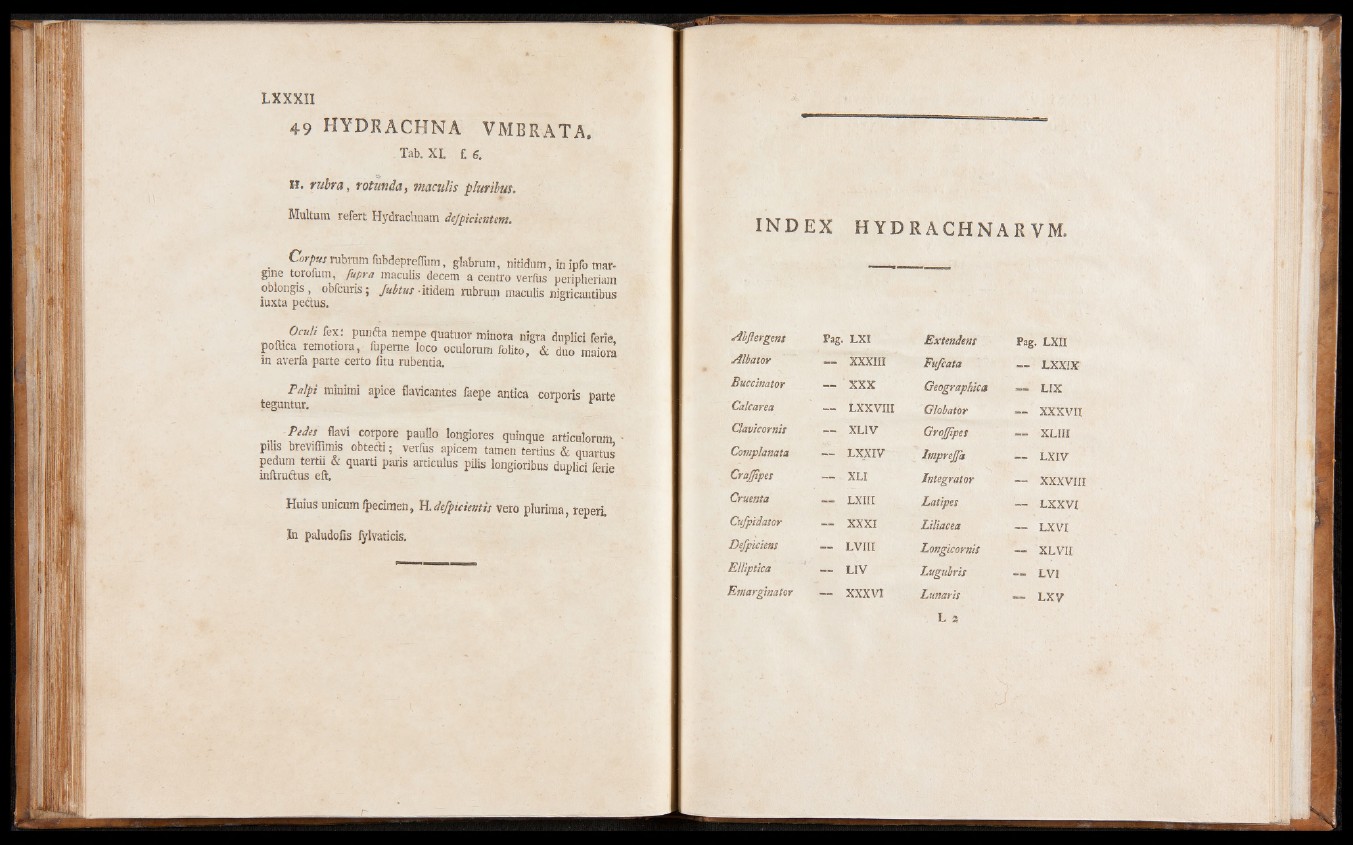 LXXXII
49 HYDRACHNA VMBRATA.
Tab. XI. f. 6.
H. rubra, rotunda, maculis pluribus.
Multum refert Hydrachnam deſpicientem.
Corpus rubrum ſubdepreſſum, glabrum, nitidum, in ipſo mar-
gine toroſum, ſupra maculis decem a centro verſus peripheriam
oblongis, obſcuris; ſubtus itidem rubrum maculis nigricantibus
iuxta pectus.
Oculi ſex: puncta nempe quatuor minora nigra duplici ſerie,
poſtica remotiora, ſuperne loco oculorum ſolito, & duo maiora
in averſa parte certo ſitu rubentia.
Palpi minimi apice flavicantes ſaepe antica corporis parte
teguntur.
Pedes flavi corpore paullo longiores quinque articulorum,
pilis breviſſimis obtecti; verſus apicem tamen tertius & quartus
pedum tertii & quarti paris articulus pilis longioribus duplici ſerie
inſtructus eſt.
Huius unicum ſpecimen, H. deſpicientis vero plurima, reperi.
In paludoſis ſylvaticis.
INDEX HYDRACHNARVM.
Abſtergens Pag. LXI
Albator — XXXIII
Buccinator — XXX
Calcarea — LXXVIII
Clavicornis — XLIV
Complanata — LXXIV
Craſſipes — XLI
Cruenta — LXIII
Cuſpidator — XXXI
Deſpiciens — LVIII
Elliptica — LIV
Emarginator — XXXVI
Extendens Pag. LXII
Fuſcata — LXXIX
Geographica — LIX
Globator — XXXVII
Groſſipes — XLIII
Impreſſa — LXIV
Integrator — XXXVIII
Latipes — LXXVI
Liliacea — LXVI
Longicornis — XLVII
Lugubris — LVI
Lunaris — LXV
L 2